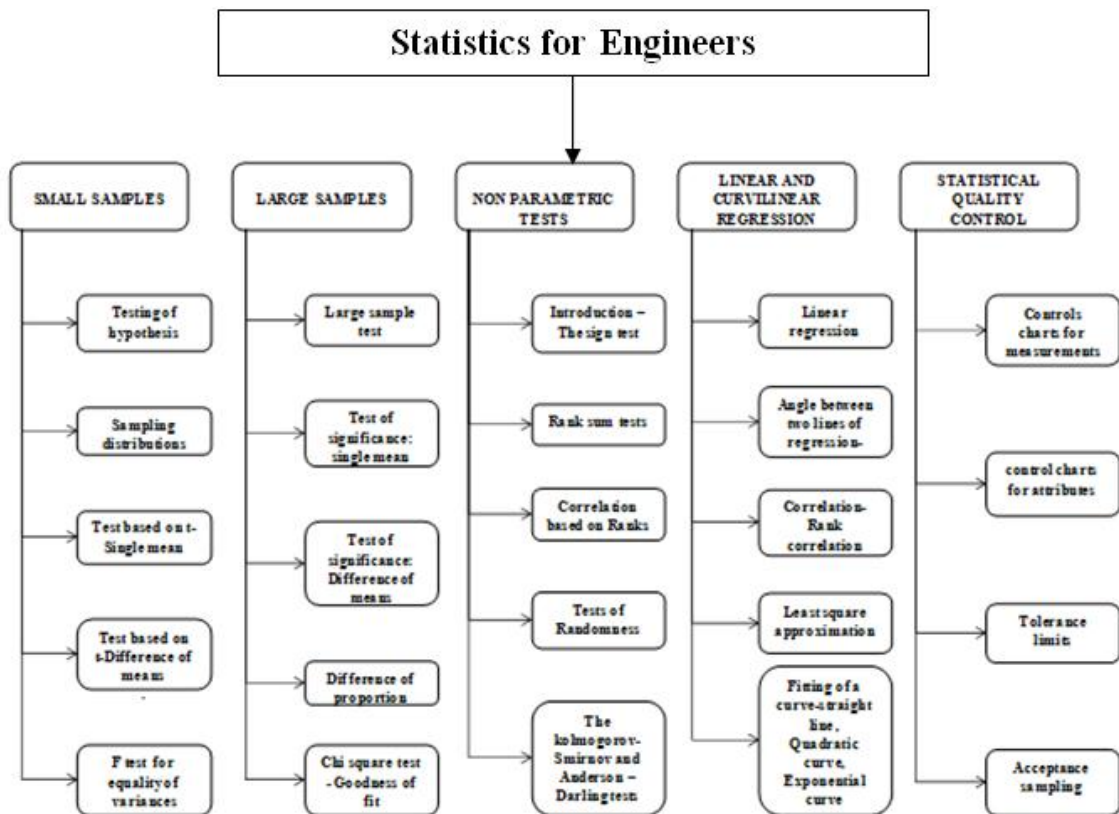 Statistics for Engineers
SMALL SAMPLES
Testing of
hypothesis
Sampling
distributions
Test based on t-
Single mean
Test based on
t-Difference of
means
.
F test for
equality of
variances
LARGE SAMPLES
Large sample
test
Test of
significance:
single mean
Test of
significance:
Difference of
means
Difference of
proportion
Chi square test
- Goodness of
fit
NON PARAMETRIC
TESTS
Introduction –
The sign test
Rank sum tests
Correlation
based on Ranks
Tests of
Randomness
The
kolmogorov-
Smirnov and
Anderson –
Darling tests
LINEAR AND
CURVILINEAR
REGRESSION
Linear
regression
Angle between
two lines of
regression-
Correlation-
Rank
correlation
Least square
approximation
Fitting of a
curve-straight
line,
Quadratic
curve,
Exponential
curve
STATISTICAL
QUALITY
CONTROL
Controls
charts for
measurements
control charts
for attributes
Tolerance
limits
Acceptance
sampling